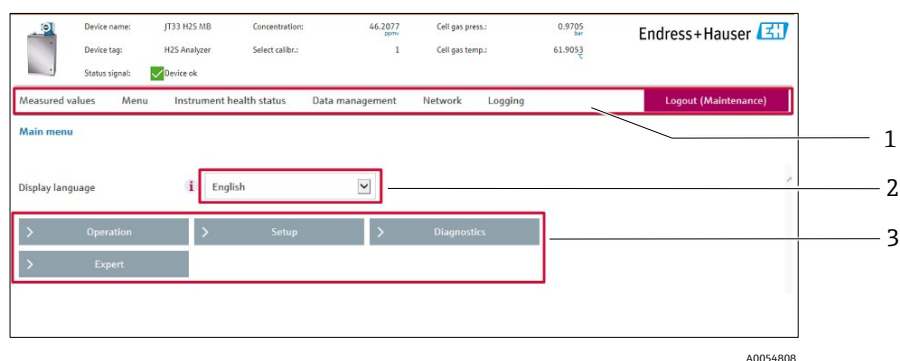 Device name: JT33 H2S MB Concentration: 46.2077 ppmv Cell gas press.: 0.9705 bar
Endress+Hauser EH
Device tag: H2S Analyzer Select calibr.: 1 Cell gas temp.: 61.9053 °C
Status signal: Device ok
Measured values Menu Instrument health status Data management Network Logging Logout (Maintenance)
1
Main menu
Display language i English
2
> Operation > Setup > Diagnostics
3
> Expert
A0054808